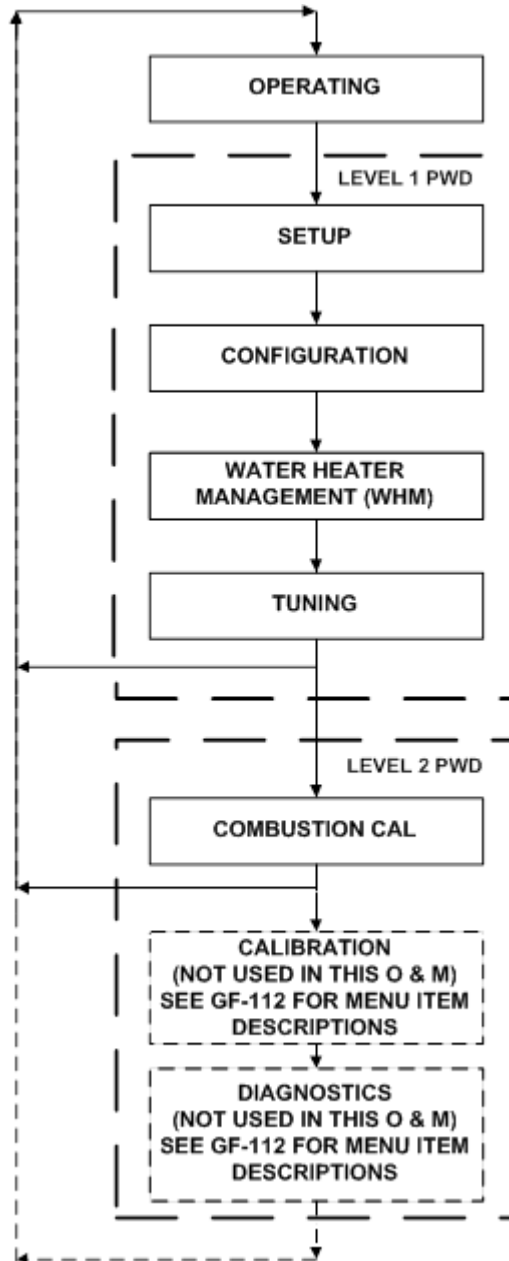 OPERATING
LEVEL 1 PWD
SETUP
CONFIGURATION
WATER HEATER
MANAGEMENT (WHM)
TUNING
LEVEL 2 PWD
COMBUSTION CAL
CALIBRATION
(NOT USED IN THIS O & M)
SEE GF-112 FOR MENU ITEM
DESCRIPTIONS
DIAGNOSTICS
(NOT USED IN THIS O & M)
SEE GF-112 FOR MENU ITEM
DESCRIPTIONS